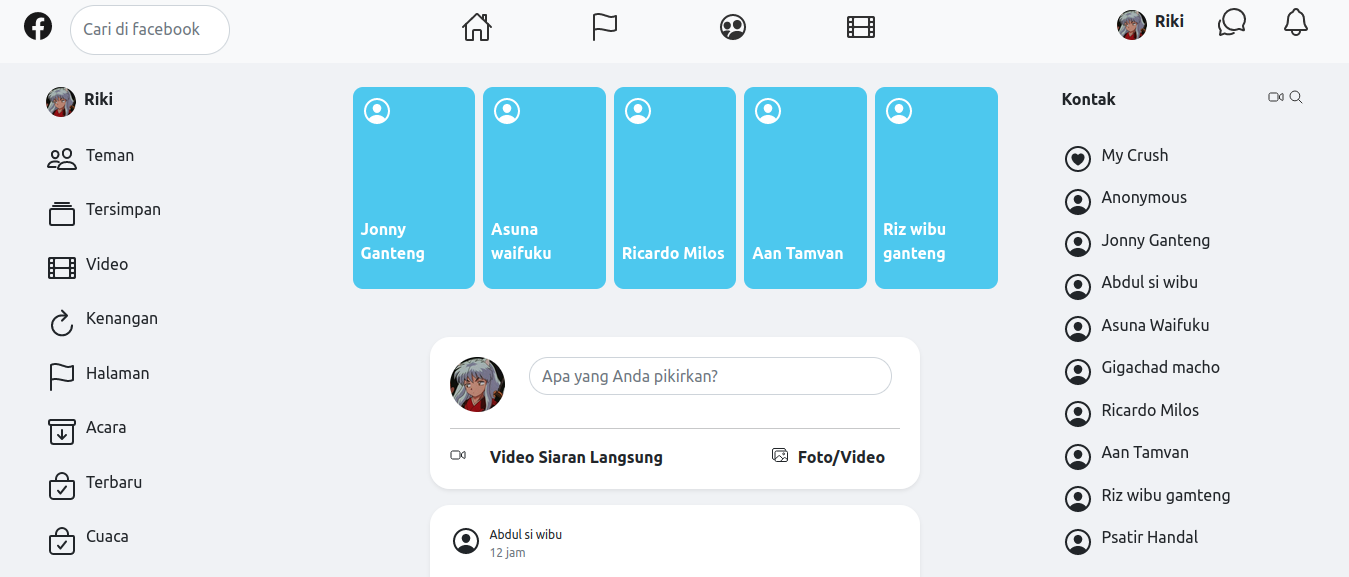 Cari di facebook
Riki
Riki
Teman
Tersimpan
Video
Kenangan
Halaman
Acara
Terbaru
Cuaca
Jonny
Ganteng
Asuna
waifuku
Ricardo Milos
Aan Tamvan
Riz wibu
ganteng
Apa yang Anda pikirkan?
Video Siaran Langsung
Foto/Video
Abdul si wibu
12 jam
Kontak
My Crush
Anonymous
Jonny Ganteng
Abdul si wibu
Asuna Waifuku
Gigachad macho
Ricardo Milos
Aan Tamvan
Riz wibu gamteng
Psatir Handal